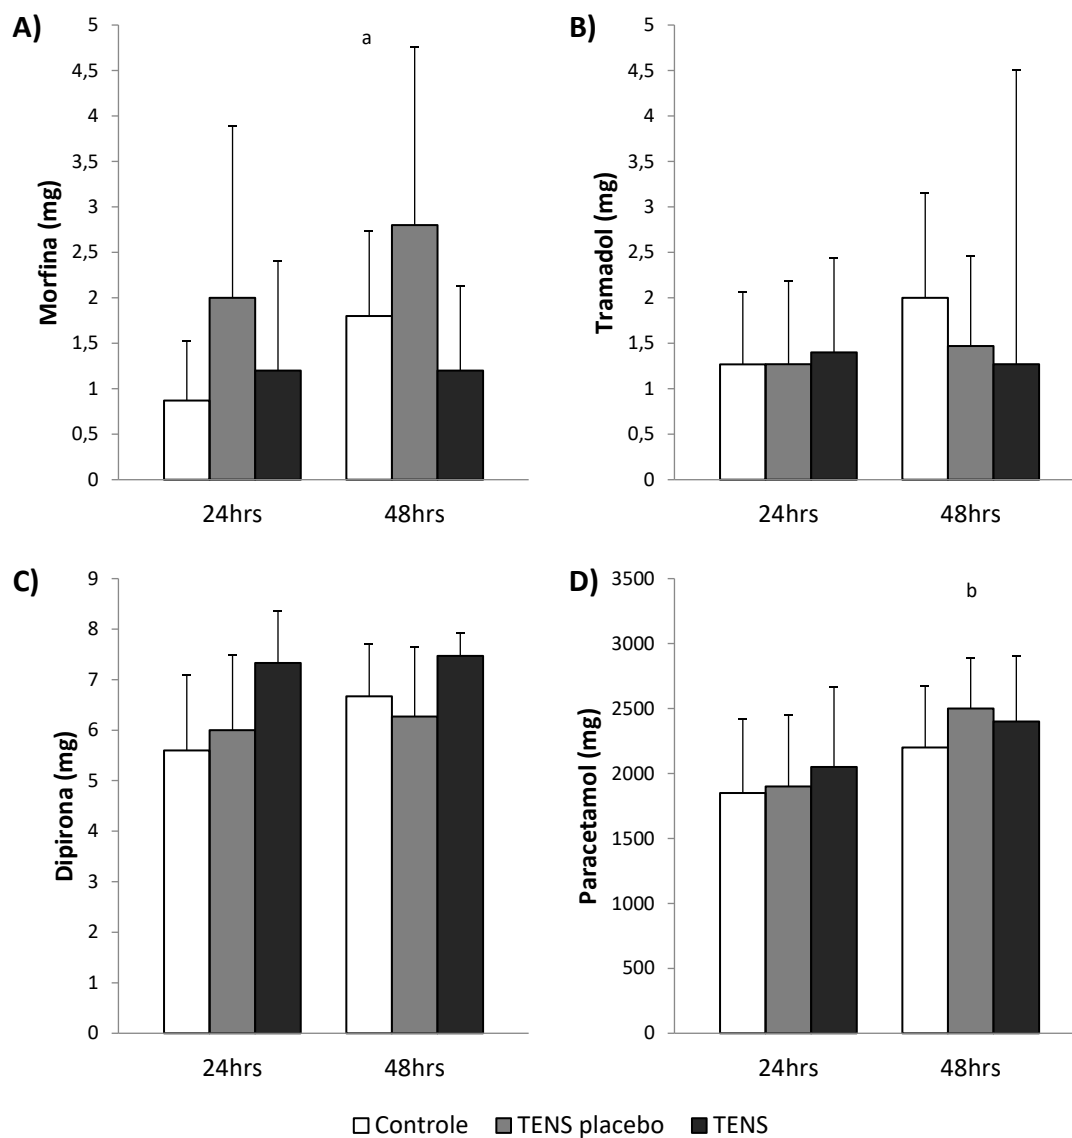 A)
Morfina (mg)
5
4,5
4
3,5
3
2,5
2
1,5
1
0,5
0
a
24hrs
48hrs
B)
Tramadol (mg)
5
4,5
4
3,5
3
2,5
2
1,5
1
0,5
0
24hrs
48hrs
C)
Dipirona (mg)
9
8
7
6
5
4
3
2
1
0
24hrs
48hrs
D)
Paracetamol (mg)
3500
3000
2500
2000
1500
1000
500
0
b
24hrs
48hrs
Controle TENS placebo TENS